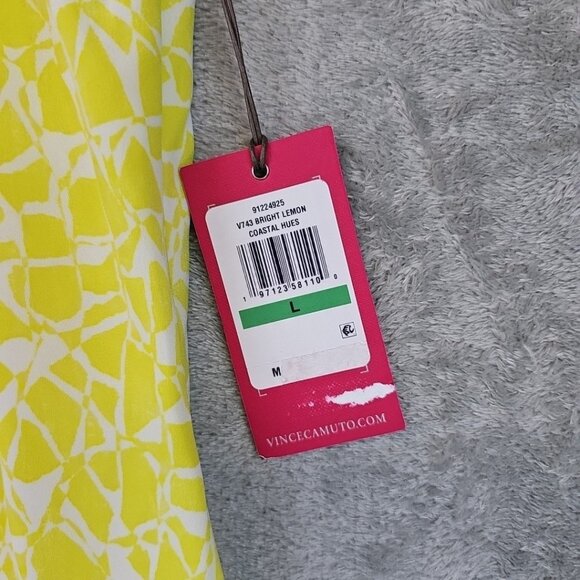 91224925
V743 BRIGHT LEMON
COASTAL HUES
1 97123 58110 0
L
M
VINCECAMUTO.COM